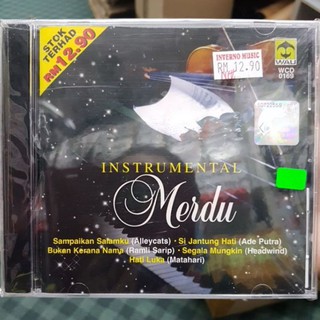 STOK
TERHAD
RM12.90
INTERNO MUSIC
RM 12.90
WCD
0169
INSTRUMENTAL
Merdu
Sampaikan Salamku (Alleycats) • Si Jantung Hati (Ade Putra)
Bukan Kerana Nama (Ramli Sarip) • Segala Mungkin (Headwind)
Hati Luka (Matahari)